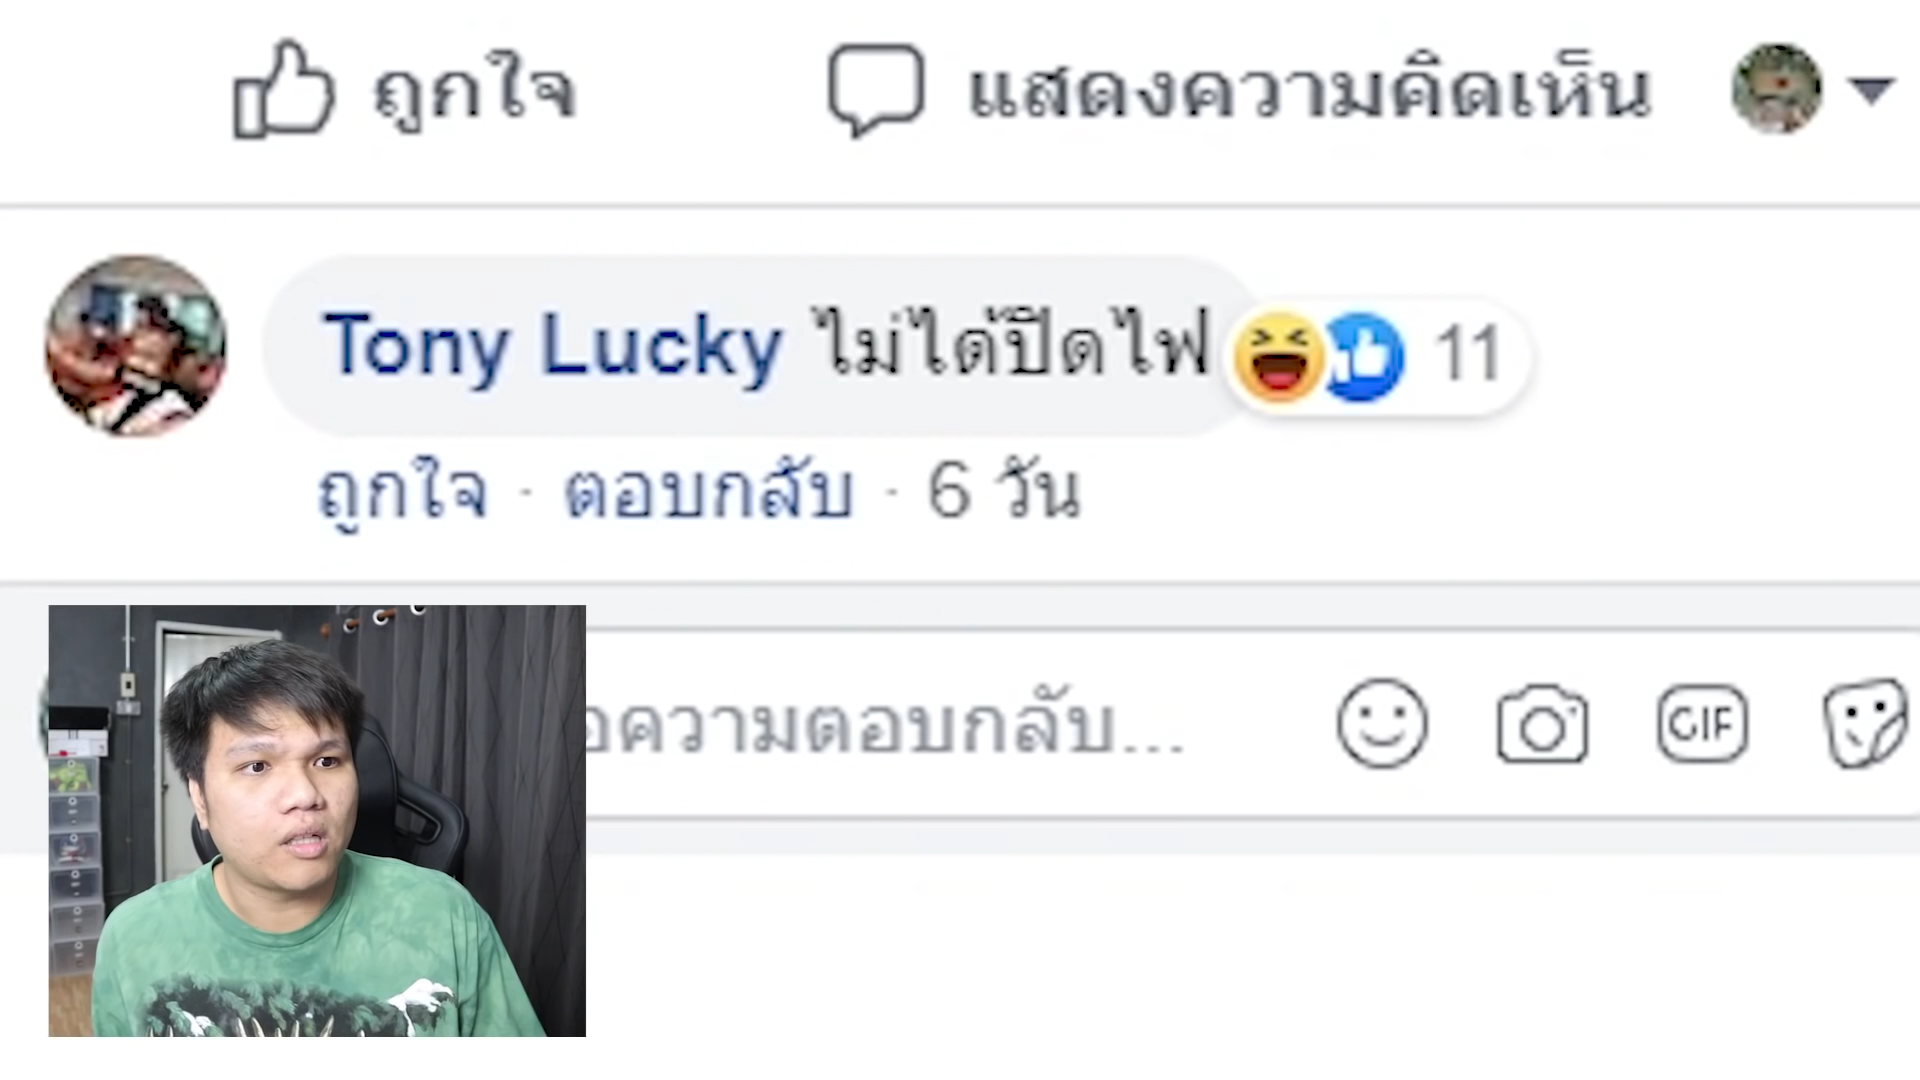 ถูกใจ แสดงความคิดเห็น
Tony Lucky ไม่ได้ปิดไฟ 11
ถูกใจ · ตอบกลับ · 6 วัน
อความตอบกลับ...
GIF